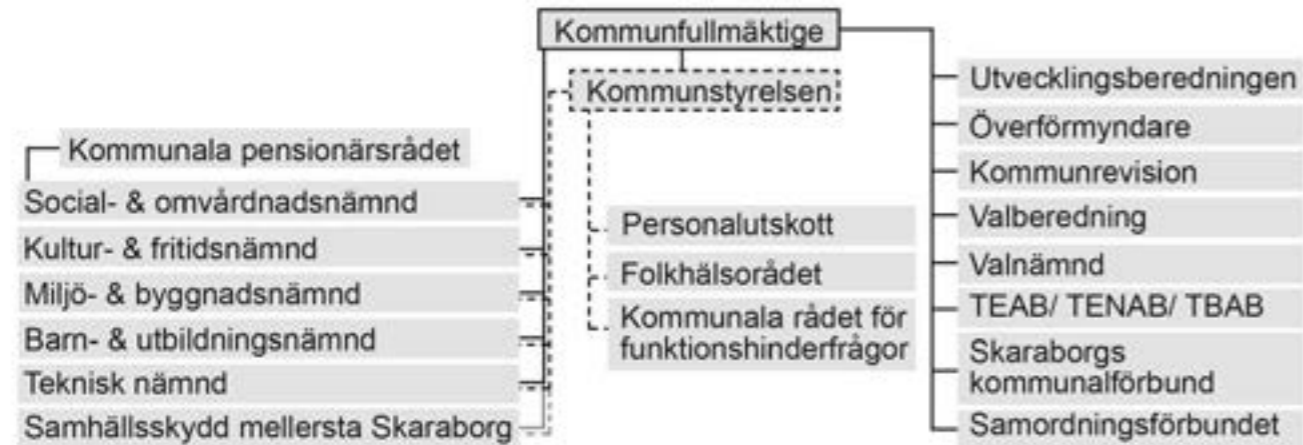 Kommunfullmäktige
Kommunstyrelsen
Kommunala pensionärsrådet
Social- & omvårdnadsnämnd
Kultur- & fritidsnämnd
Miljö- & byggnadsnämnd
Barn- & utbildningsnämnd
Teknisk nämnd
Samhällsskydd mellersta Skaraborg
Personalutskott
Folkhälsorådet
Kommunala rådet för
funktionshinderfrågor
Utvecklingsberedningen
Överförmyndare
Kommunrevision
Valberedning
Valnämnd
TEAB/ TENAB/ TBAB
Skaraborgs
kommunalförbund
Samordningsförbundet